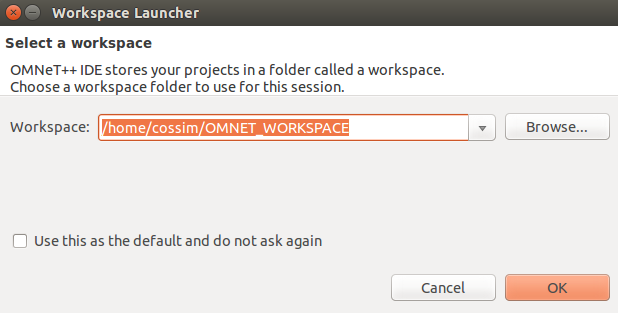 Workspace Launcher
Select a workspace
OMNeT++ IDE stores your projects in a folder called a workspace.
Choose a workspace folder to use for this session.
Workspace: /home/cossim/OMNET_WORKSPACE Browse...
Use this as the default and do not ask again
Cancel OK